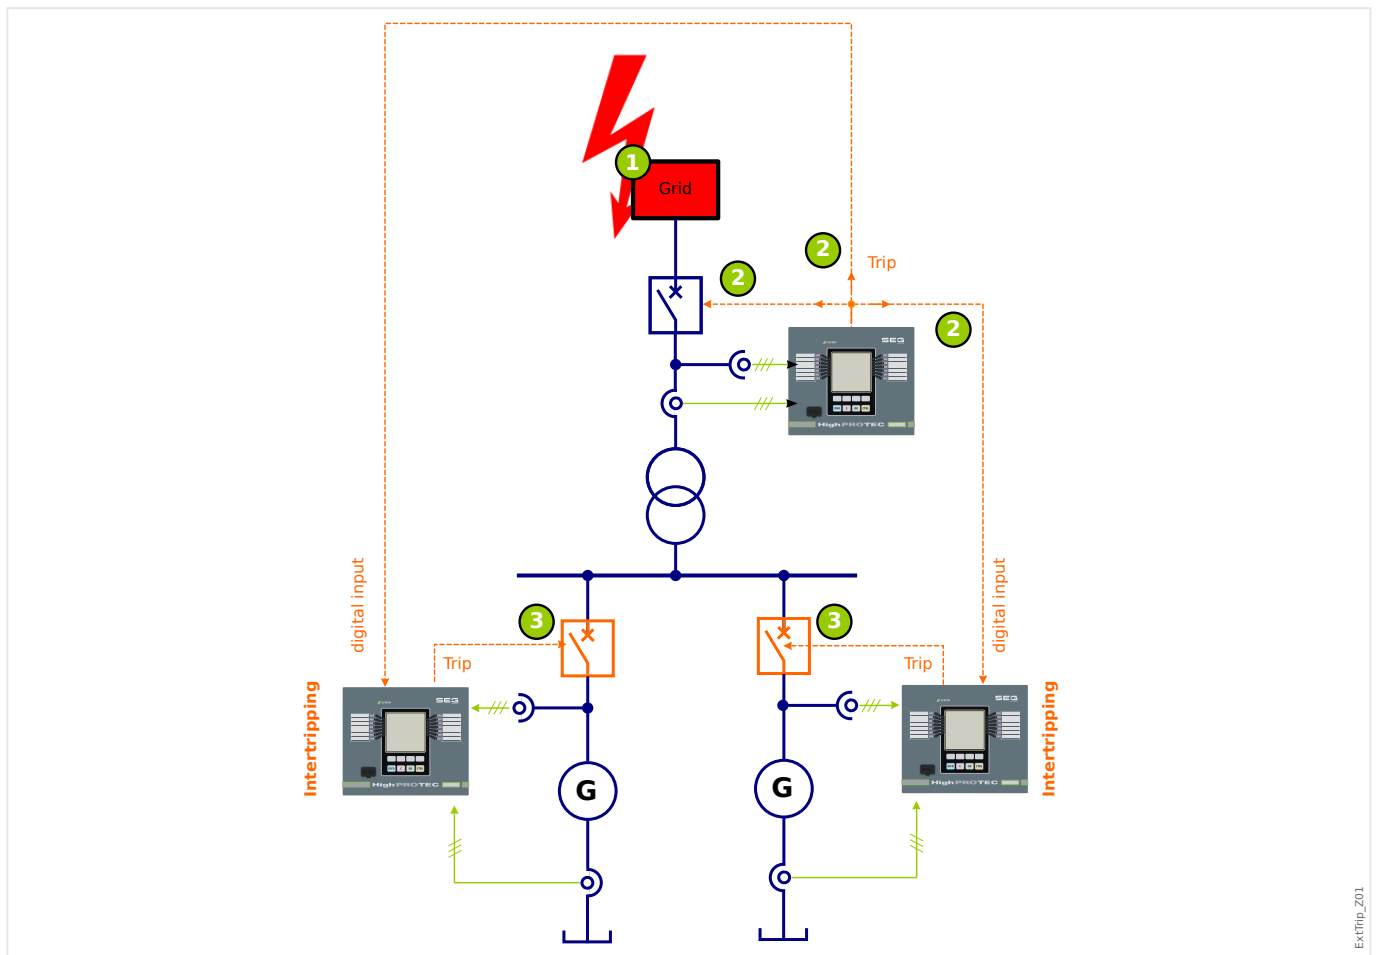 1
Grid
2
Trip
2
2
SEG
HighPROTEC
digital input
digital input
3
3
Trip
Trip
Intertripping
SEG
HighPROTEC
SEG
HighPROTEC
Intertripping
G
G
ExtTrip_Z01